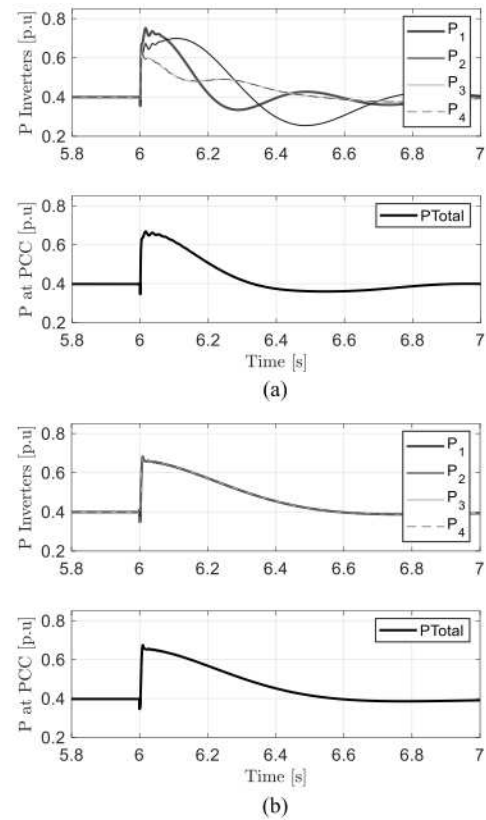 P Inverters [p.u]
0.8
0.6
0.4
0.2
P1
P2
P3
P4
5.8 6 6.2 6.4 6.6 6.8 7
P at PCC [p.u]
0.8
0.6
0.4
0.2
PTotal
5.8 6 6.2 6.4 6.6 6.8 7
Time [s]
(a)
P Inverters [p.u]
0.8
0.6
0.4
0.2
P1
P2
P3
P4
5.8 6 6.2 6.4 6.6 6.8 7
P at PCC [p.u]
0.8
0.6
0.4
0.2
PTotal
5.8 6 6.2 6.4 6.6 6.8 7
Time [s]
(b)